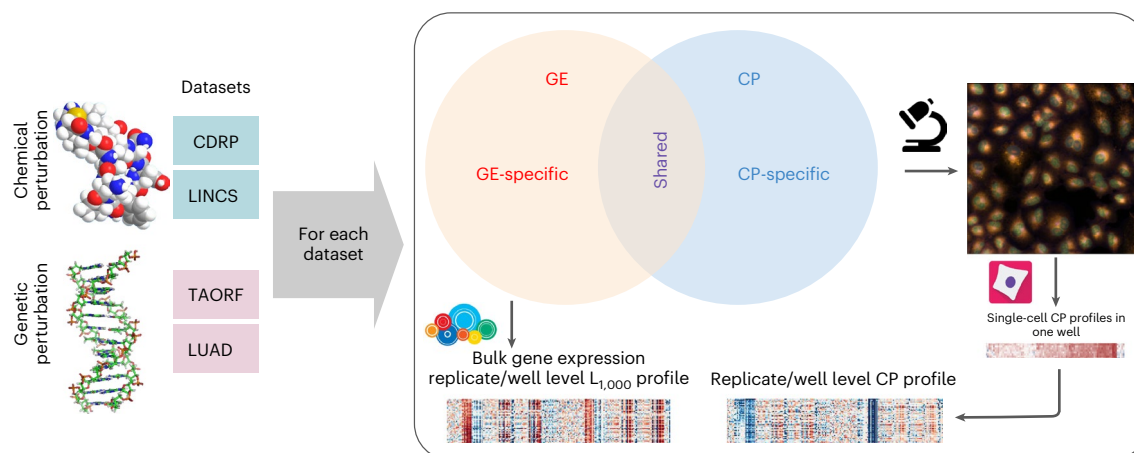 Datasets
Chemical
perturbation
CDRP
LINCS
Genetic
perturbation
TAORF
LUAD
For each
dataset
GE
CP
GE-specific
Shared
CP-specific
Single-cell CP profiles in
one well
Bulk gene expression
replicate/well level L1,000 profile
Replicate/well level CP profile